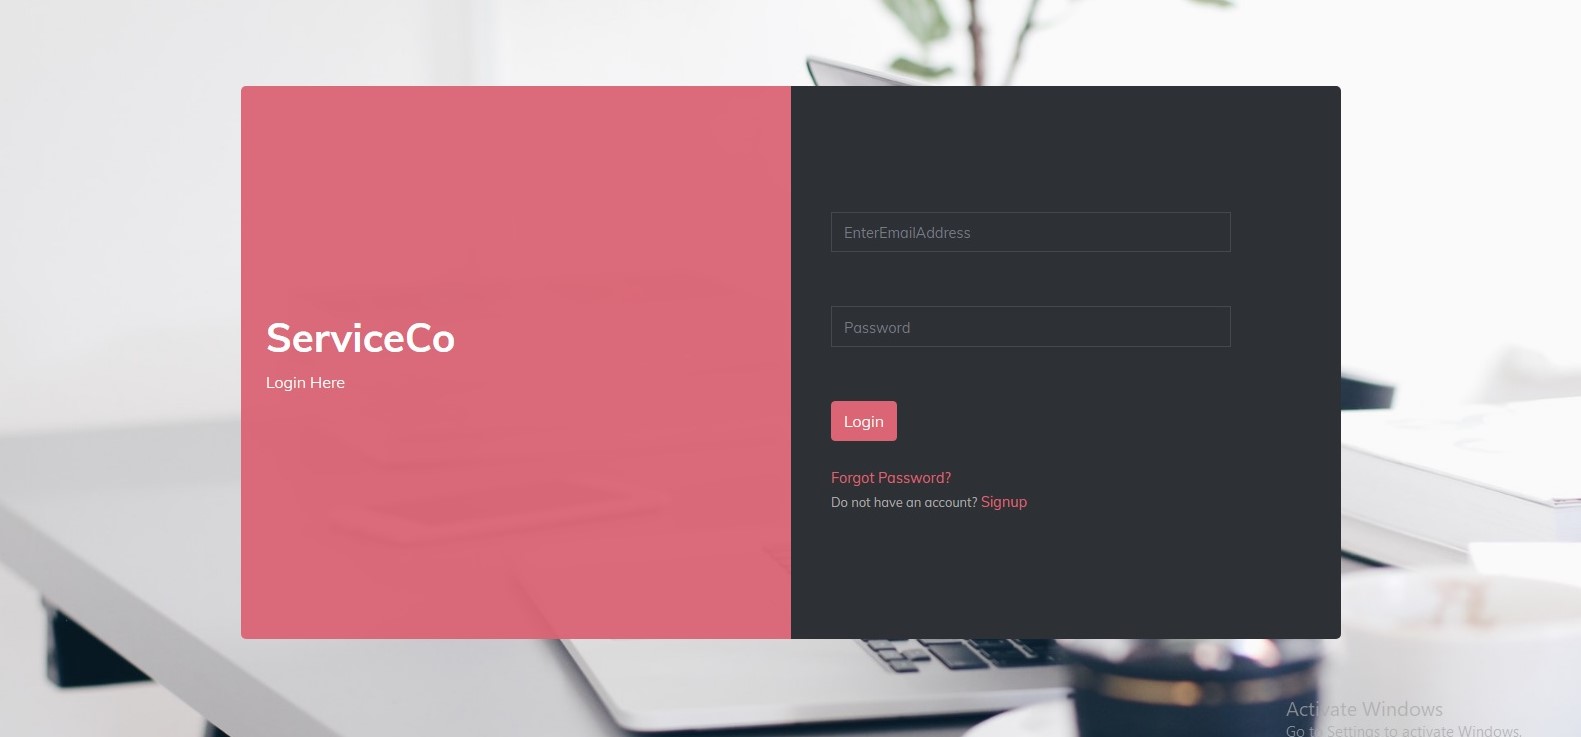 ServiceCo
Login Here
EnterEmailAddress
Password
Login
Forgot Password?
Do not have an account? Signup
Activate Windows
Go to Settings to activate Windows.